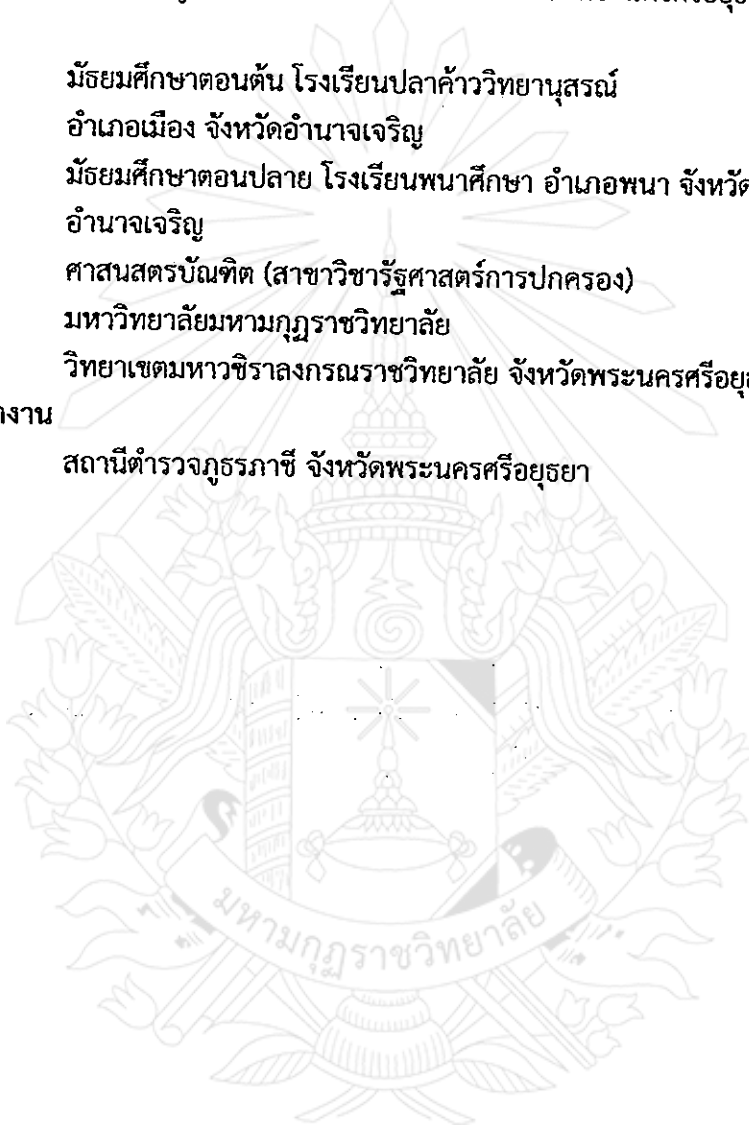 มัธยมศึกษาตอนต้น โรงเรียนปลาค้าววิทยานุสรณ์
อำเภอเมือง จังหวัดอำนาจเจริญ
มัธยมศึกษาตอนปลาย โรงเรียนพนาศึกษา อำเภอพนา จังหวัด
อำนาจเจริญ
ศาสนสตรบัณฑิต (สาขาวิชารัฐศาสตร์การปกครอง)
มหาวิทยาลัยมหามกุฏราชวิทยาลัย
วิทยาเขตมหาวชิราลงกรณราชวิทยาลัย จังหวัดพระนครศรีอยุ
งาน
สถานีตำรวจภูธรภาชี จังหวัดพระนครศรีอยุธยา
มหามกุฏราชวิทยาลัย